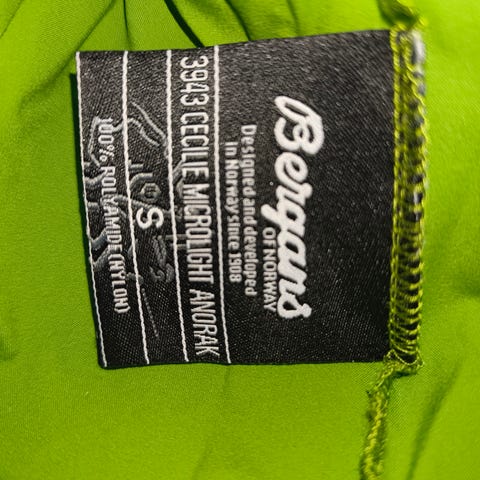 Bergans
OF NORWAY
Designed and developed
in Norway since 1908
3943 CECILIE MICROLIGHT ANORAK
S
100% POLYAMIDE (NYLON)